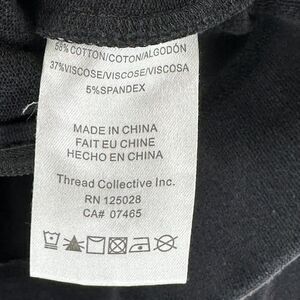 58% COTTON/COTON/ALGODÓN
37%VISCOSE/VISCOSE/VISCOSA
5%SPANDEX
MADE IN CHINA
FAIT EU CHINE
HECHO EN CHINA
Thread Collective Inc.
RN 125028
CA# 07465